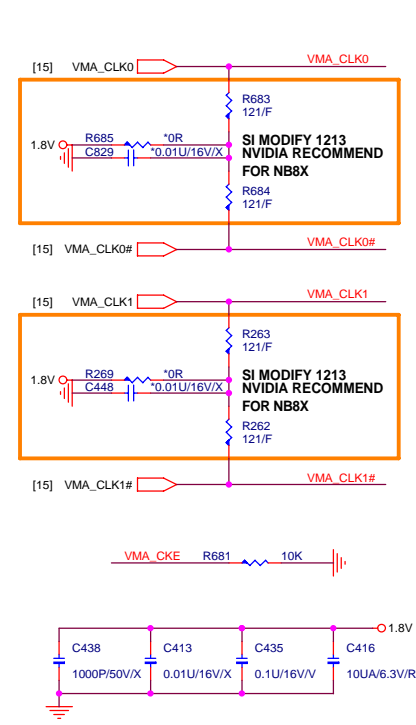 [15] VMA_CLK0 VMA_CLK0
R683
121/F
1.8V R685 *0R SI MODIFY 1213
C829 *0.01U/16V/X NVIDIA RECOMMEND
FOR NB8X
R684
121/F
[15] VMA_CLK0# VMA_CLK0#
[15] VMA_CLK1 VMA_CLK1
R263
121/F
1.8V R269 *0R SI MODIFY 1213
C448 *0.01U/16V/X NVIDIA RECOMMEND
FOR NB8X
R262
121/F
[15] VMA_CLK1# VMA_CLK1#
VMA_CKE R681 10K
1.8V
C438 C413 C435 C416
1000P/50V/X 0.01U/16V/X 0.1U/16V/V 10UA/6.3V/R